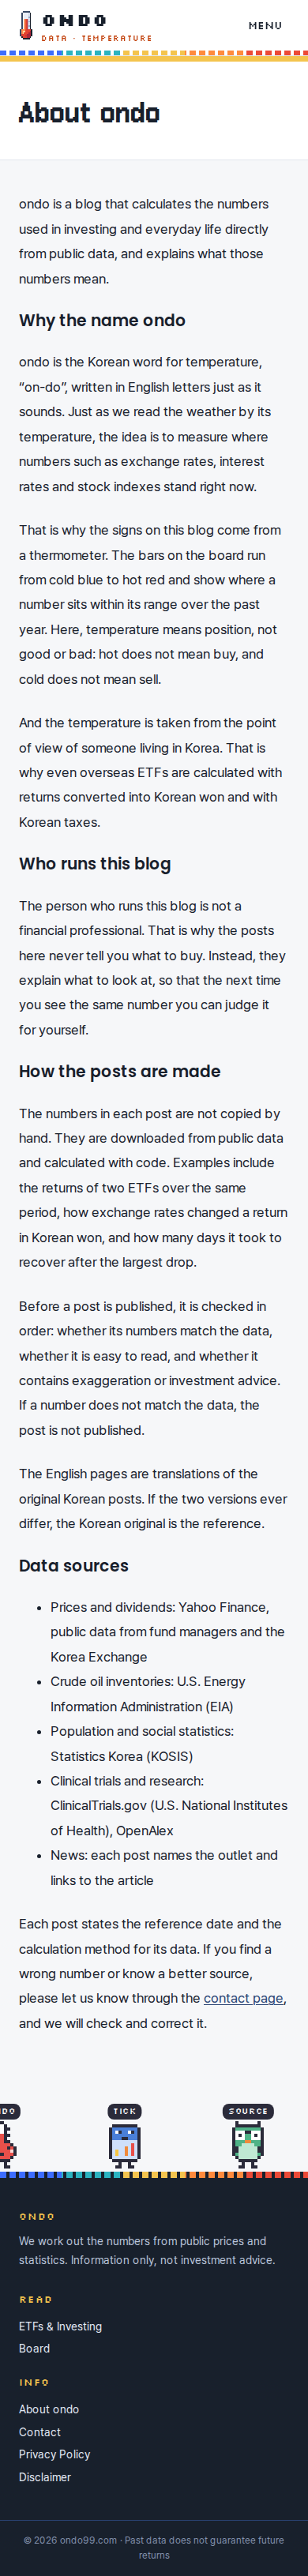 ONDO
DATA · TEMPERATURE
MENU
About ondo
ondo is a blog that calculates the numbers
used in investing and everyday life directly
from public data, and explains what those
numbers mean.
Why the name ondo
ondo is the Korean word for temperature,
“on-do”, written in English letters just as it
sounds. Just as we read the weather by its
temperature, the idea is to measure where
numbers such as exchange rates, interest
rates and stock indexes stand right now.
That is why the signs on this blog come from
a thermometer. The bars on the board run
from cold blue to hot red and show where a
number sits within its range over the past
year. Here, temperature means position, not
good or bad: hot does not mean buy, and
cold does not mean sell.
And the temperature is taken from the point
of view of someone living in Korea. That is
why even overseas ETFs are calculated with
returns converted into Korean won and with
Korean taxes.
Who runs this blog
The person who runs this blog is not a
financial professional. That is why the posts
here never tell you what to buy. Instead, they
explain what to look at, so that the next time
you see the same number you can judge it
for yourself.
How the posts are made
The numbers in each post are not copied by
hand. They are downloaded from public data
and calculated with code. Examples include
the returns of two ETFs over the same
period, how exchange rates changed a return
in Korean won, and how many days it took to
recover after the largest drop.
Before a post is published, it is checked in
order: whether its numbers match the data,
whether it is easy to read, and whether it
contains exaggeration or investment advice.
If a number does not match the data, the
post is not published.
The English pages are translations of the
original Korean posts. If the two versions ever
differ, the Korean original is the reference.
Data sources
• Prices and dividends: Yahoo Finance,
public data from fund managers and the
Korea Exchange
• Crude oil inventories: U.S. Energy
Information Administration (EIA)
• Population and social statistics:
Statistics Korea (KOSIS)
• Clinical trials and research:
ClinicalTrials.gov (U.S. National Institutes
of Health), OpenAlex
• News: each post names the outlet and
links to the article
Each post states the reference date and the
calculation method for its data. If you find a
wrong number or know a better source,
please let us know through the contact page,
and we will check and correct it.
DO
TICK
SOURCE
ONDO
We work out the numbers from public prices and
statistics. Information only, not investment advice.
READ
ETFs & Investing
Board
INFO
About ondo
Contact
Privacy Policy
Disclaimer
© 2026 ondo99.com · Past data does not guarantee future
returns